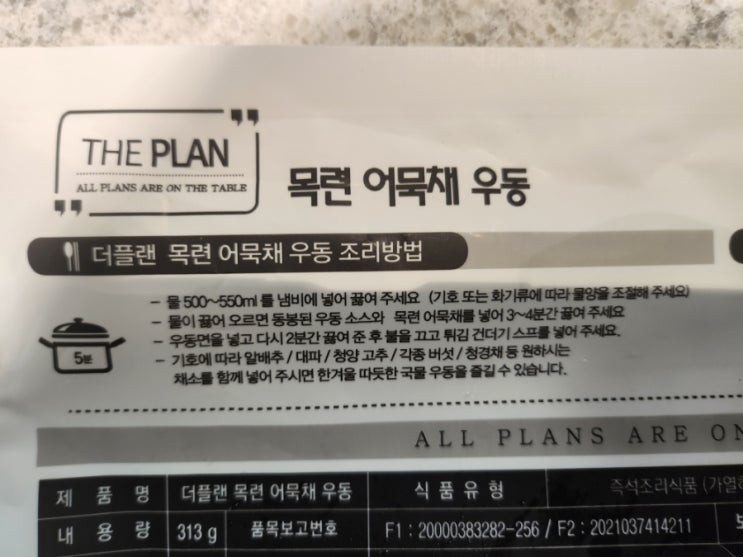 THE PLAN
ALL PLANS ARE ON THE TABLE
목련 어묵채 우동
더플랜 목련 어묵채 우동 조리방법
5분
- 물 500~550ml 를 냄비에 넣어 끓여 주세요 (기호 또는 화기류에 따라 물양을 조절해 주세요)
- 물이 끓어 오르면 동봉된 우동 소스와 목련 어묵채를 넣어 3~4분간 끓여 주세요
- 우동면을 넣고 다시 2분간 끓여 준 후 불을 끄고 튀김 건더기 스프를 넣어 주세요.
- 기호에 따라 알배추 / 대파 / 청양 고추 / 각종 버섯 / 청경채 등 원하시는
채소를 함께 넣어 주시면 한겨울 따듯한 국물 우동을 즐길 수 있습니다.
ALL PLANS ARE ON
제 품 명 더플랜 목련 어묵채 우동 식 품 유 형 즉석조리식품 (가열
내 용 량 313 g 품목보고번호 F1 : 20000383282-256 / F2 : 2021037414211